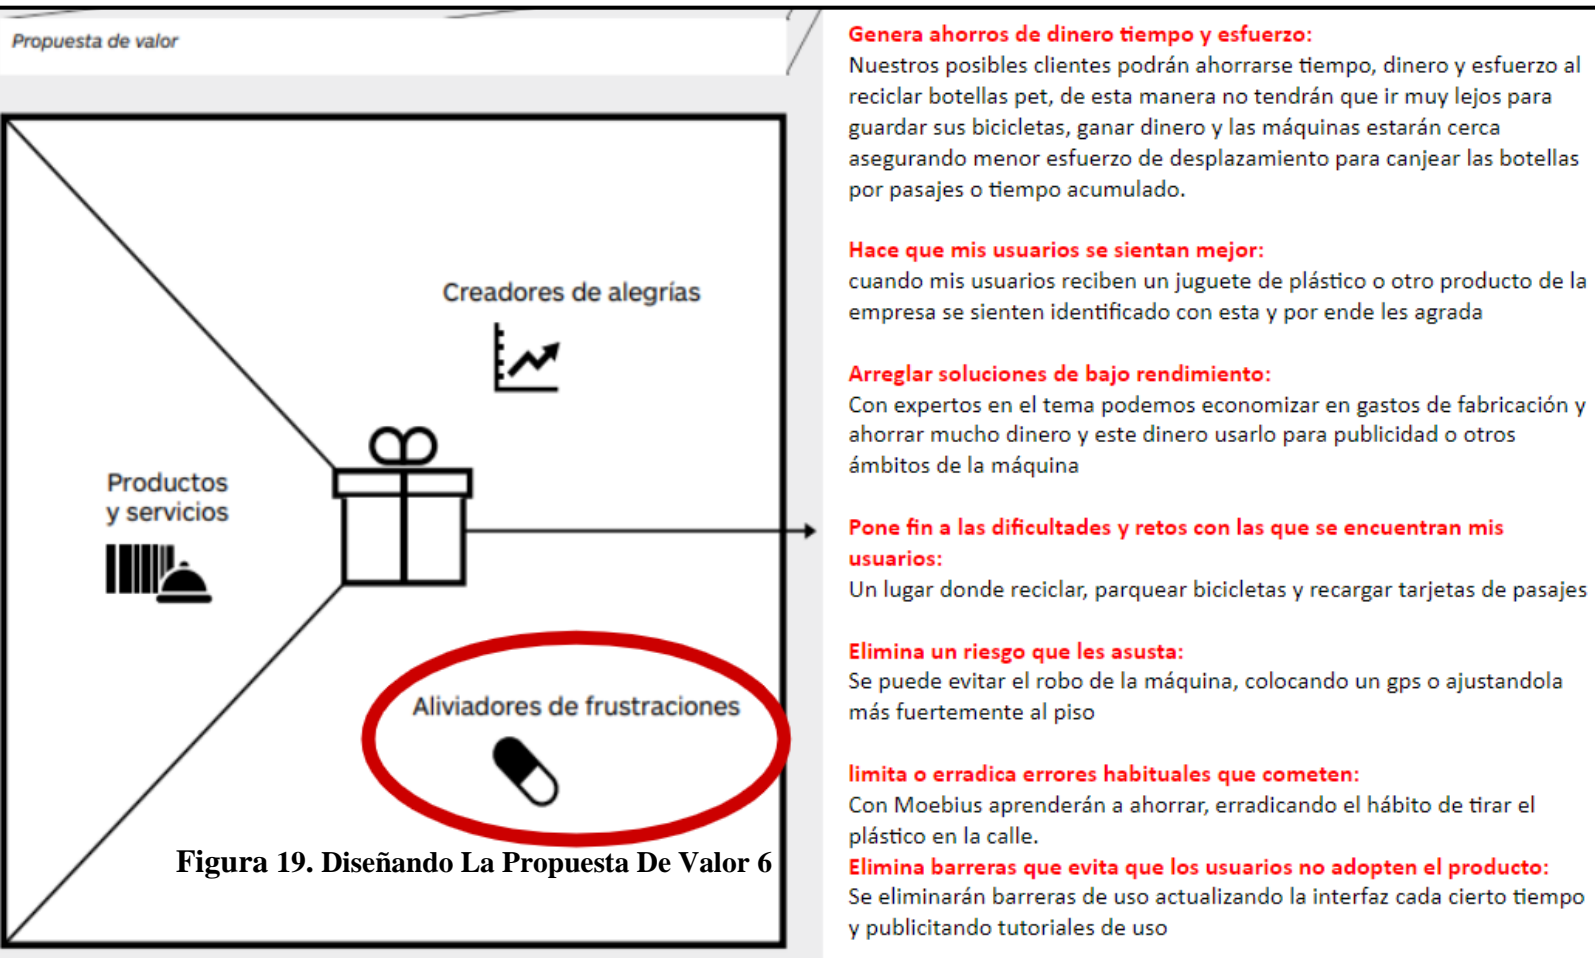 Propuesta de valor
Creadores de alegrías
Productos
y servicios
Aliviadores de frustraciones
Figura 19. Diseñando La Propuesta De Valor 6
Genera ahorros de dinero tiempo y esfuerzo:
Nuestros posibles clientes podrán ahorrarse tiempo, dinero y esfuerzo al
reciclar botellas pet, de esta manera no tendrán que ir muy lejos para
guardar sus bicicletas, ganar dinero y las máquinas estarán cerca
asegurando menor esfuerzo de desplazamiento para canjear las botellas
por pasajes o tiempo acumulado.
Hace que mis usuarios se sientan mejor:
cuando mis usuarios reciben un juguete de plástico o otro producto de la
empresa se sienten identificado con esta y por ende les agrada
Arreglar soluciones de bajo rendimiento:
Con expertos en el tema podemos economizar en gastos de fabricación y
ahorrar mucho dinero y este dinero usarlo para publicidad o otros
ámbitos de la máquina
Pone fin a las dificultades y retos con las que se encuentran mis
usuarios:
Un lugar donde reciclar, parquear bicicletas y recargar tarjetas de pasajes
Elimina un riesgo que les asusta:
Se puede evitar el robo de la máquina, colocando un gps o ajustandola
más fuertemente al piso
limita o erradica errores habituales que cometen:
Con Moebius aprenderán a ahorrar, erradicando el hábito de tirar el
plástico en la calle.
Elimina barreras que evita que los usuarios no adopten el producto:
Se eliminarán barreras de uso actualizando la interfaz cada cierto tiempo
y publicitando tutoriales de uso